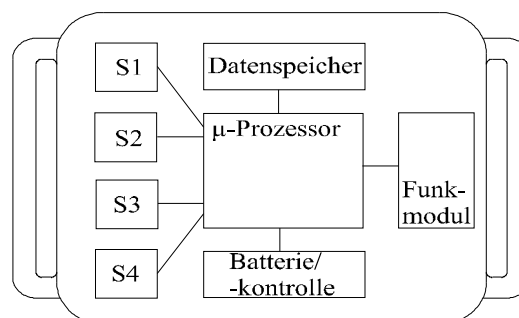 S1
Datenspeicher
S2
µ-Prozessor
S3
Funk-
modul
S4
Batterie/
-kontrolle